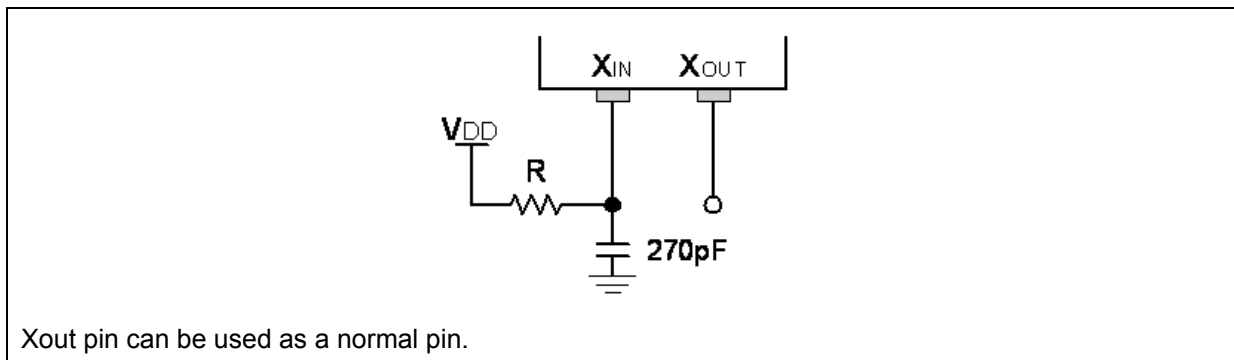 XIN XOUT
VDD
R
270pF
Xout pin can be used as a normal pin.